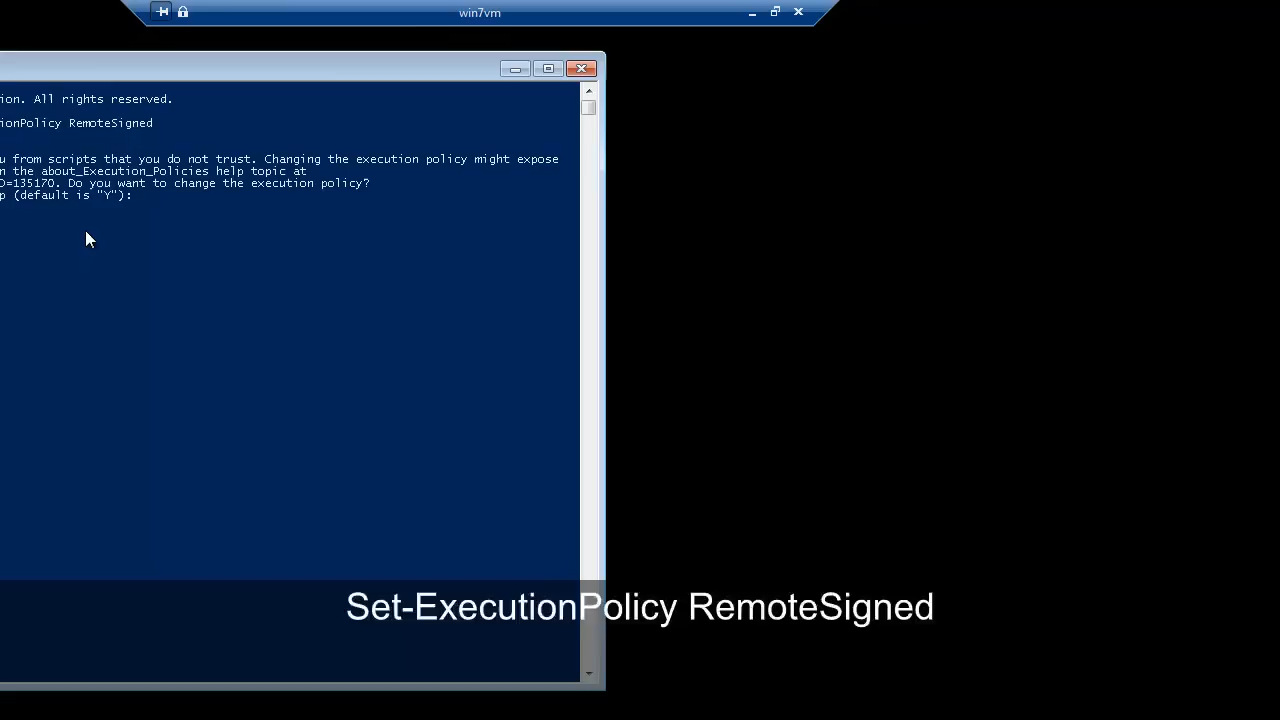 win7vm
ion. All rights reserved.
ionPolicy RemoteSigned
u from scripts that you do not trust. Changing the execution policy might expose
n the about_Execution_Policies help topic at
D=135170. Do you want to change the execution policy?
p (default is "Y"):
Set-ExecutionPolicy RemoteSigned